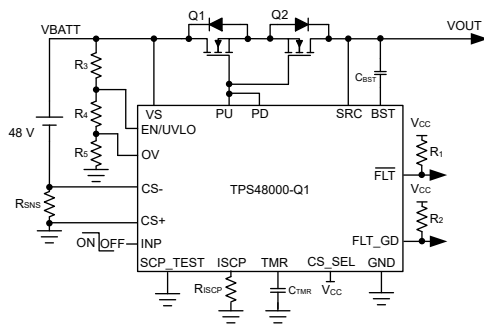 Q1
Q2
VBATT
VOUT
R3
CBST
R4
VS
PU
PD
SRC
BST
VCC
EN/UVLO
48 V
R5
OV
FLT
R1
CS-
TPS48000-Q1
VCC
RSNS
CS+
R2
ON
OFF
INP
FLT_GD
SCP_TEST
ISCP
TMR
CS_SEL
GND
RISCP
CTMR
VCC